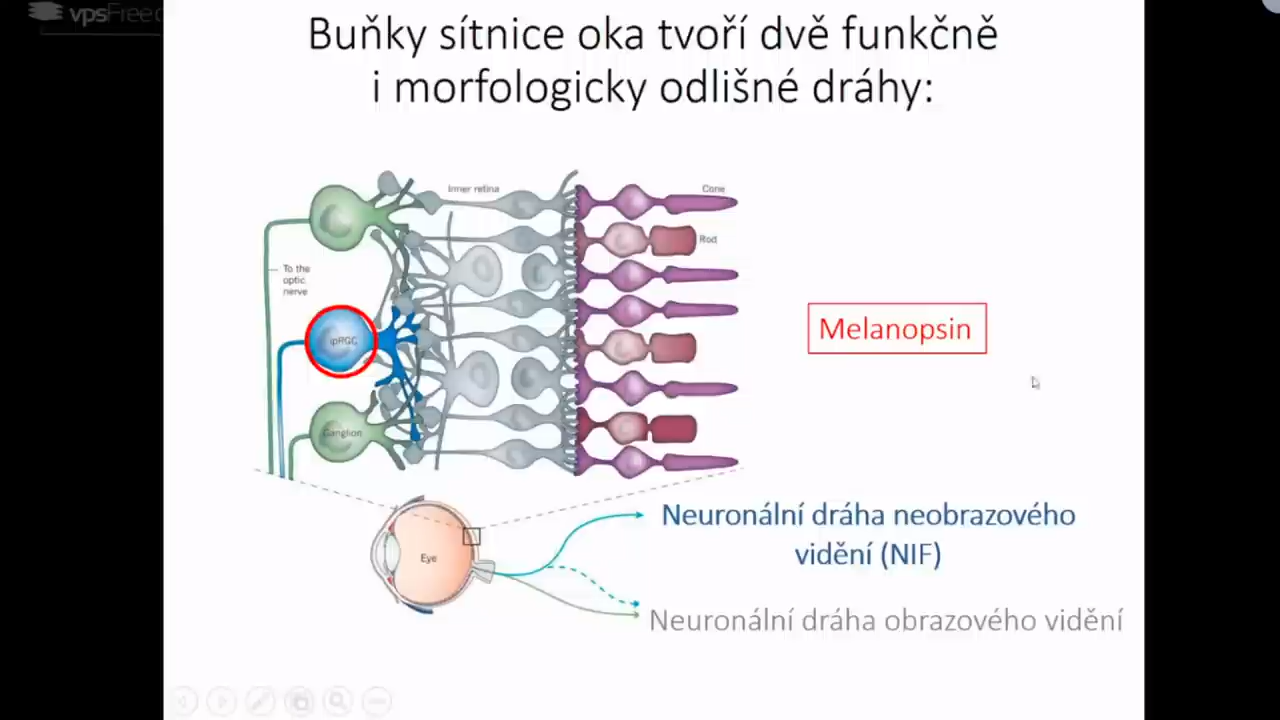 vpsFree
Buňky sítnice oka tvoří dvě funkčně
i morfologicky odlišné dráhy:
Inner retina
Cone
Rod
To the
optic
nerve
ipRGC
Melanopsin
Ganglion
Neuronální dráha neobrazového
vidění (NIF)
Eye
Neuronální dráha obrazového vidění